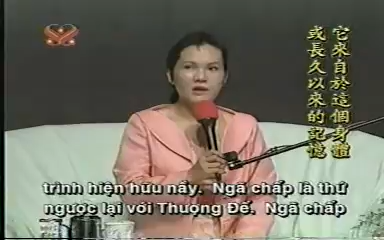 它來自於這個身體
或長久以來的記憶
trình hiện hữu nầy. Ngã chấp là thứ
ngược lại với Thượng Đế. Ngã chấp